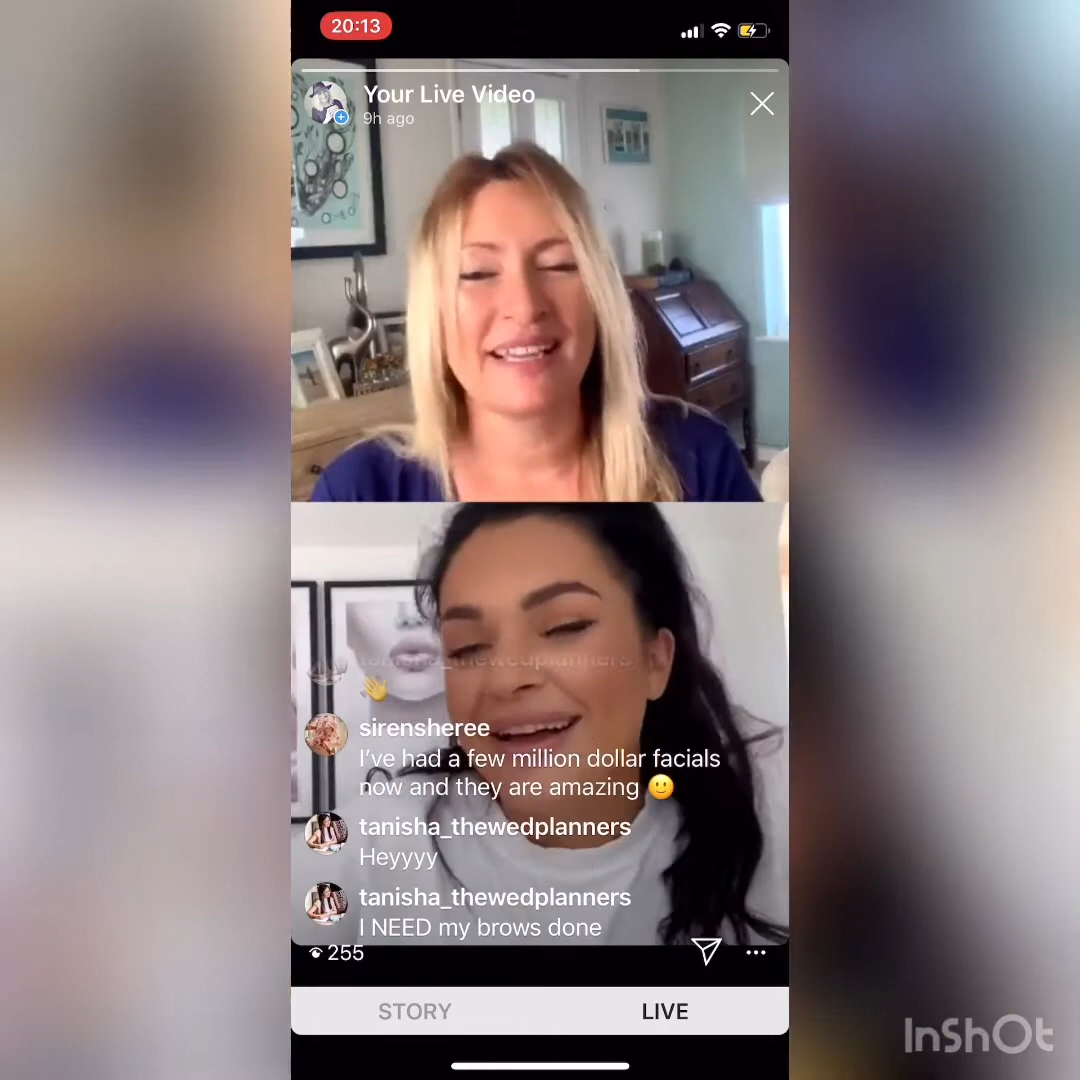 20:13
Your Live Video
9h ago
tanisha_thewedplanners
👋
sirensheree
I've had a few million dollar facials
now and they are amazing 🙂
tanisha_thewedplanners
Heyyyy
tanisha_thewedplanners
I NEED my brows done
255
STORY
LIVE
InShOt